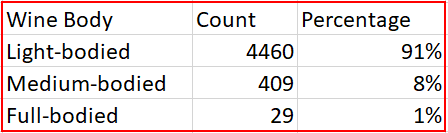 Wine Body Count Percentage
Light-bodied 4460 91%
Medium-bodied 409 8%
Full-bodied 29 1%